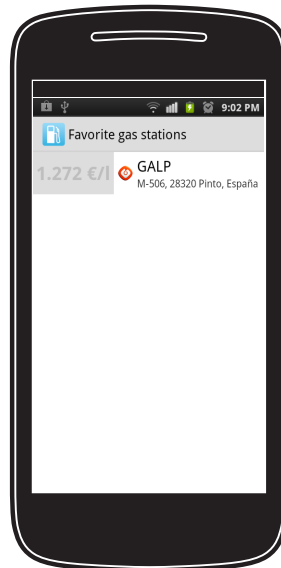 9:02 PM
Favorite gas stations
1.272 €/l
GALP
M-506, 28320 Pinto, España